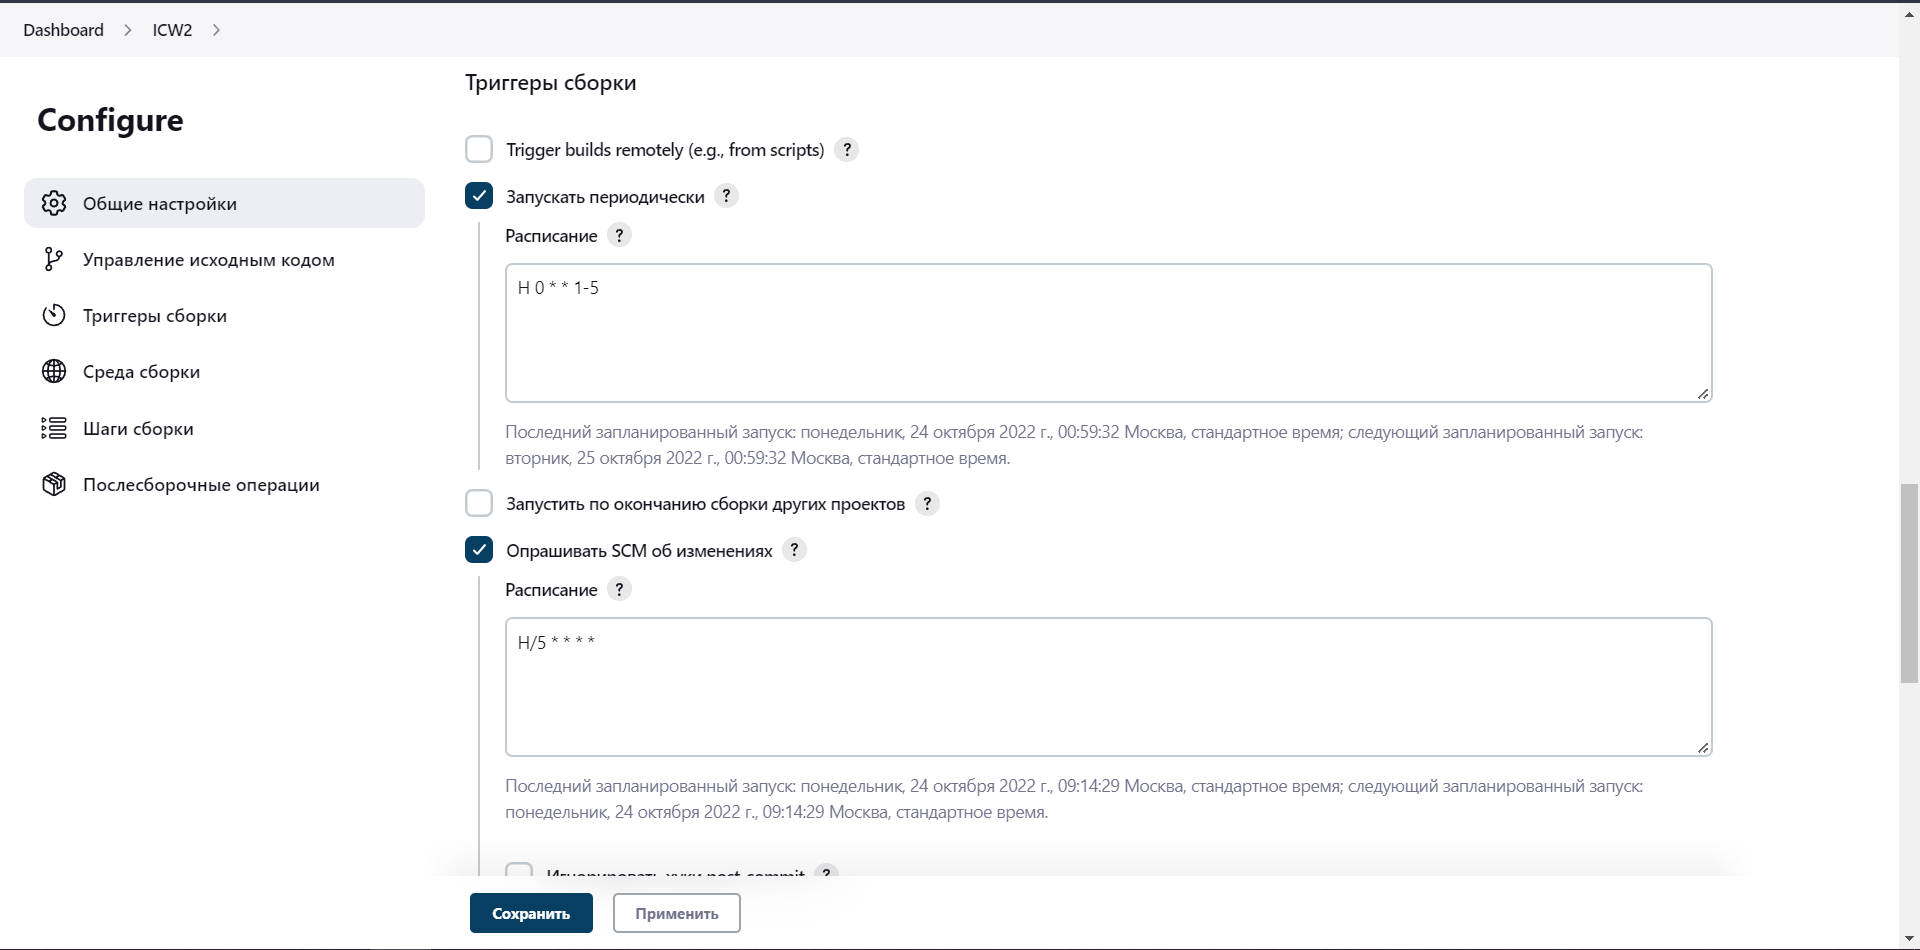 Dashboard
ICW2
Триггеры сборки
Configure
Trigger builds remotely (e.g., from scripts) ?
Запускать периодически ?
Общие настройки
Расписание ?
Управление исходным кодом
H 0 * * 1-5
Триггеры сборки
Среда сборки
Шаги сборки
Последний запланированный запуск: понедельник, 24 октября 2022 г., 00:59:32 Москва, стандартное время; следующий запланированный запуск:
вторник, 25 октября 2022 г., 00:59:32 Москва, стандартное время.
Послесборочные операции
Запустить по окончанию сборки других проектов ?
Опрашивать SCM об изменениях ?
Расписание ?
H/5 * * * *
Последний запланированный запуск: понедельник, 24 октября 2022 г., 09:14:29 Москва, стандартное время; следующий запланированный запуск:
понедельник, 24 октября 2022 г., 09:14:29 Москва, стандартное время.
Игнорировать хуки post-commit ?
Сохранить
Применить